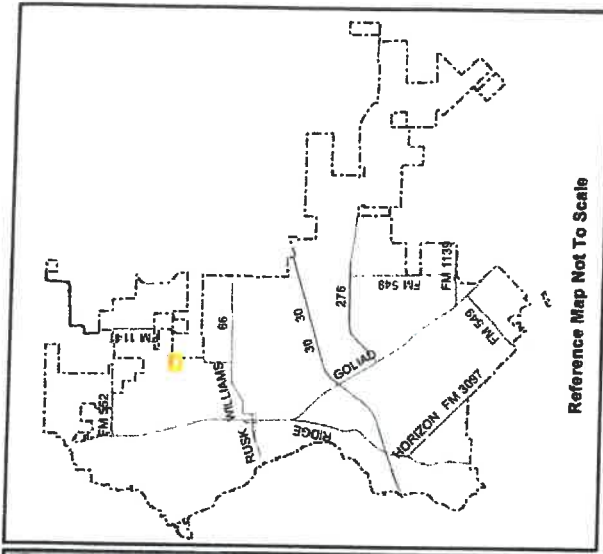 FM 552
FM 1141
66
WILLIAMS
RUSK
30
30
276
GOLIAD
FM 549
FM 1139
RIDGE
HORIZON FM 3097
FM 549
Reference Map Not To Scale